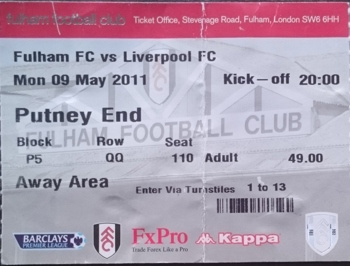 fulham football club Ticket Office, Stevenage Road, Fulham, London SW6 6HH
Fulham FC vs Liverpool FC
Mon 09 May 2011 Kick-off 20:00
Putney End
FULHAM FOOTBALL CLUB
Block Row Seat
P5 QQ 110 Adult 49.00
Away Area Enter Via Turnstiles 1 to 13
BARCLAYS PREMIER LEAGUE FxPro Kappa
Trade Forex Like a Pro